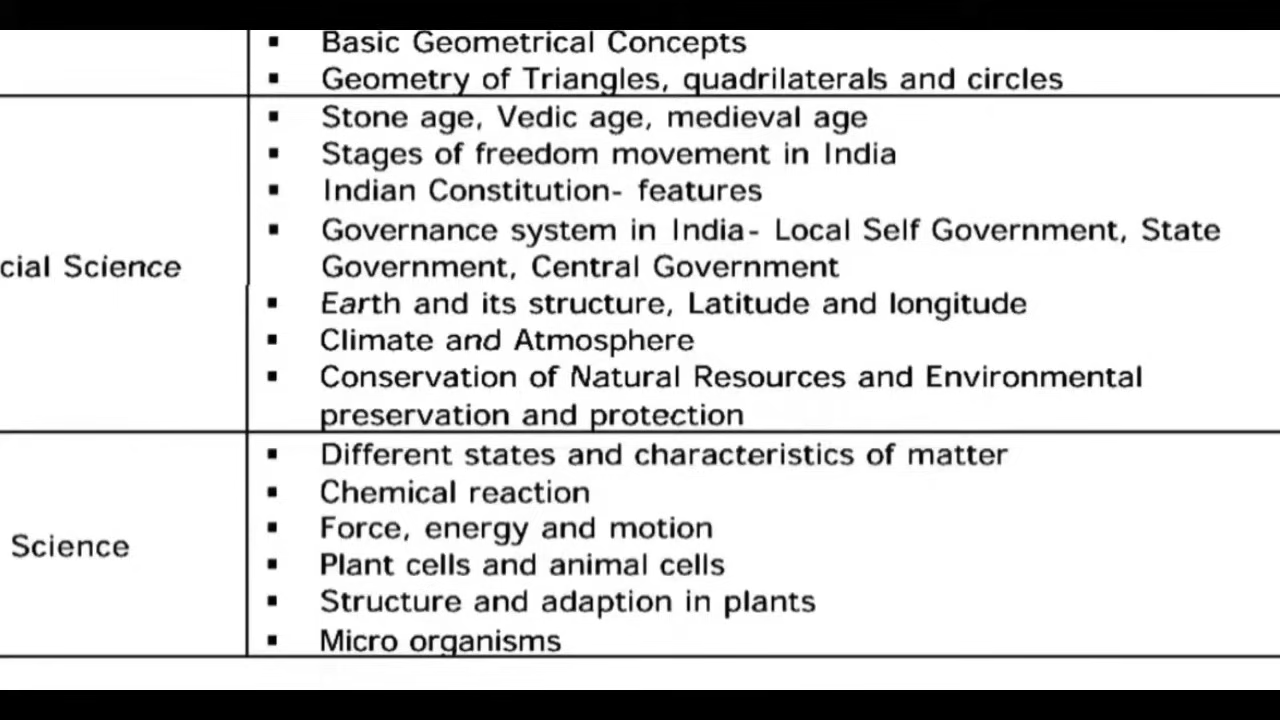 ▪ Basic Geometrical Concepts
▪ Geometry of Triangles, quadrilaterals and circles
▪ Stone age, Vedic age, medieval age
▪ Stages of freedom movement in India
▪ Indian Constitution- features
▪ Governance system in India- Local Self Government, State
Government, Central Government
cial Science
▪ Earth and its structure, Latitude and longitude
▪ Climate and Atmosphere
▪ Conservation of Natural Resources and Environmental
preservation and protection
▪ Different states and characteristics of matter
▪ Chemical reaction
▪ Force, energy and motion
Science
▪ Plant cells and animal cells
▪ Structure and adaption in plants
▪ Micro organisms